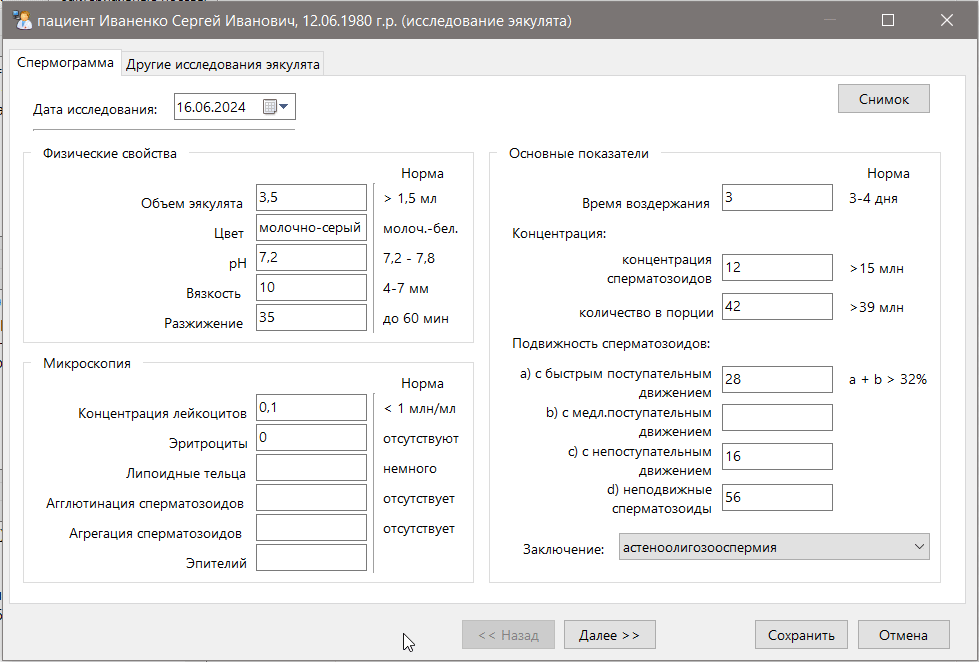 пациент Иваненко Сергей Иванович, 12.06.1980 г.р. (исследование эякулята)
Спермограмма
Другие исследования эякулята
Дата исследования: 16.06.2024
Снимок
Физические свойства
Норма
Объем эякулята 3,5 > 1,5 мл
Цвет молочно-серый молоч.-бел.
pH 7,2 7,2 - 7,8
Вязкость 10 4-7 мм
Разжижение 35 до 60 мин
Микроскопия
Норма
Концентрация лейкоцитов 0,1 < 1 млн/мл
Эритроциты 0 отсутствуют
Липоидные тельца немного
Агглютинация сперматозоидов отсутствует
Агрегация сперматозоидов отсутствует
Эпителий
Основные показатели
Норма
Время воздержания 3 3-4 дня
Концентрация:
концентрация
сперматозоидов 12 >15 млн
количество в порции 42 >39 млн
Подвижность сперматозоидов:
a) с быстрым поступательным
движением 28 a + b > 32%
b) с медл.поступательным
движением
c) с непоступательным
движением 16
d) неподвижные
сперматозоиды 56
Заключение: астеноолигозооспермия
<< Назад
Далее >>
Сохранить
Отмена